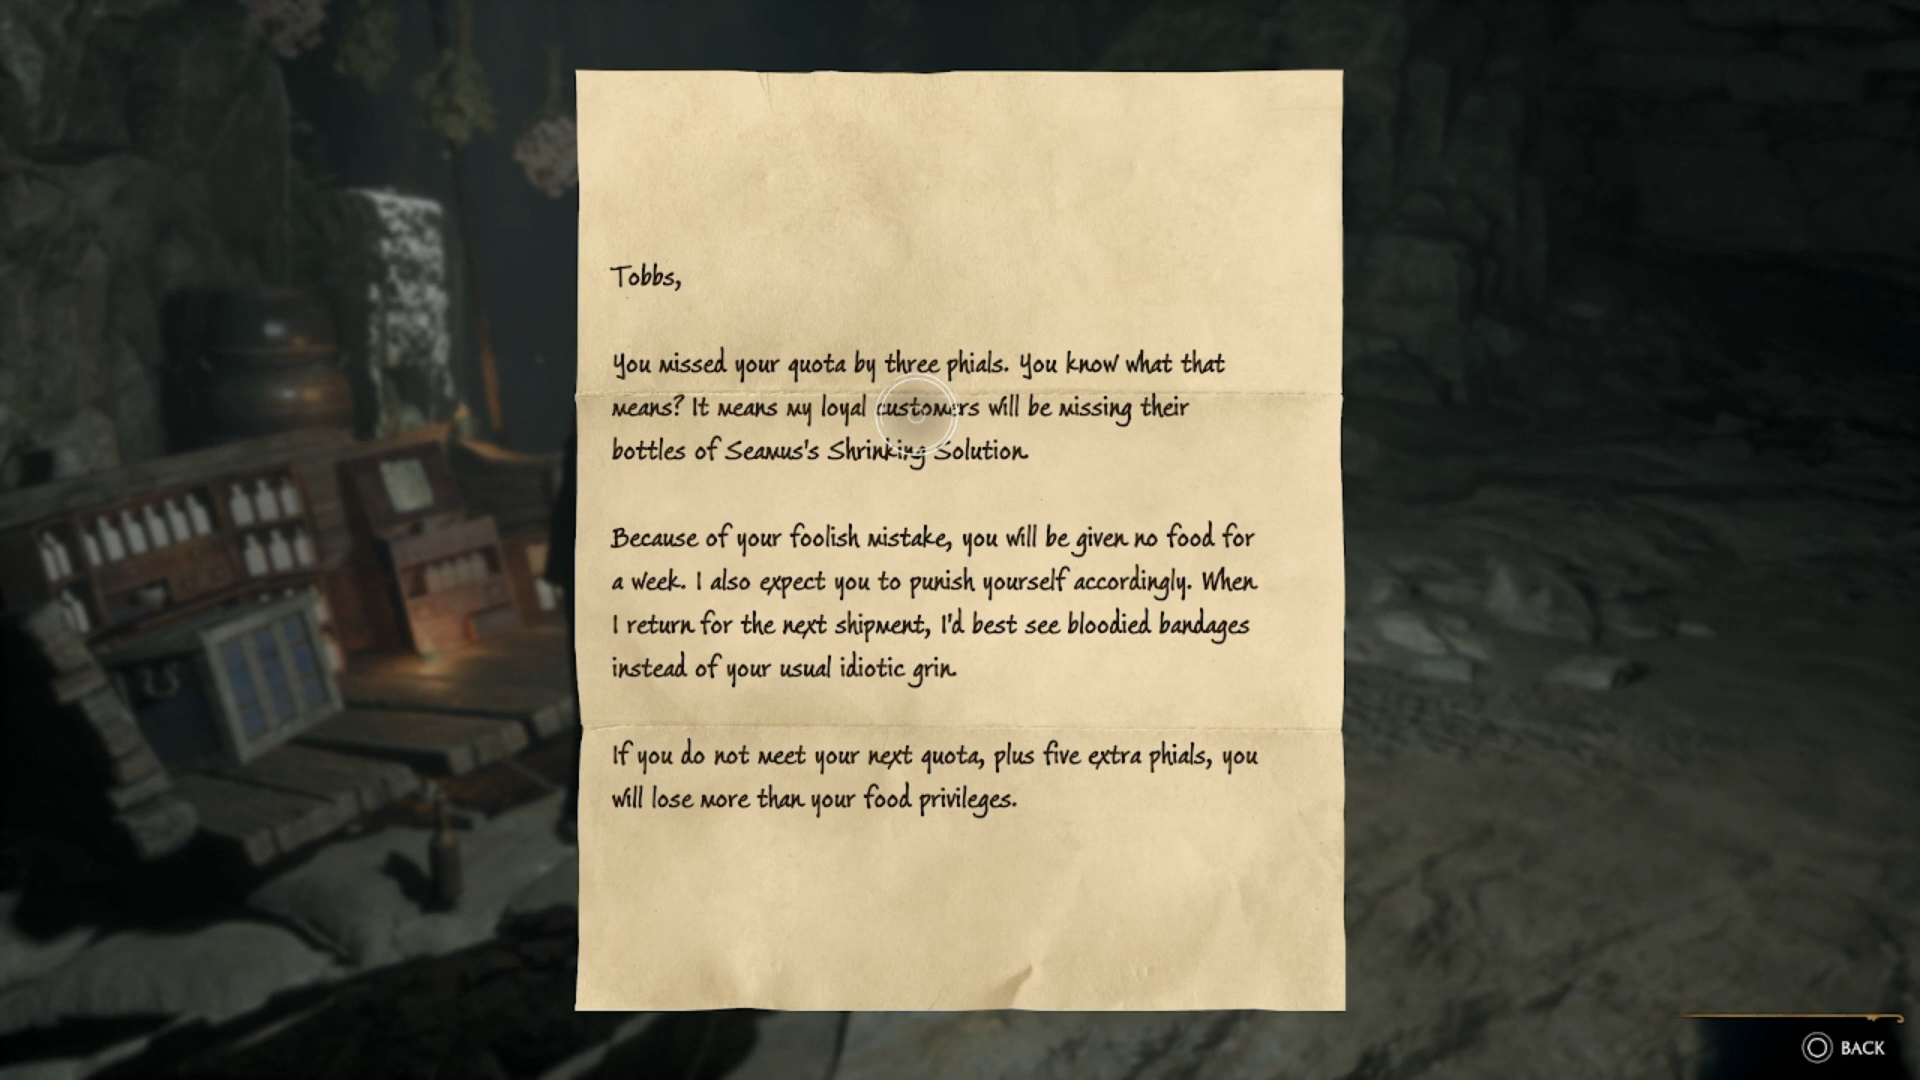 Tobbs,
You missed your quota by three phials. You know what that
means? It means my loyal customers will be missing their
bottles of Seamus's Shrinking Solution.
Because of your foolish mistake, you will be given no food for
a week. I also expect you to punish yourself accordingly. When
I return for the next shipment, I'd best see bloodied bandages
instead of your usual idiotic grin.
If you do not meet your next quota, plus five extra phials, you
will lose more than your food privileges.
BACK